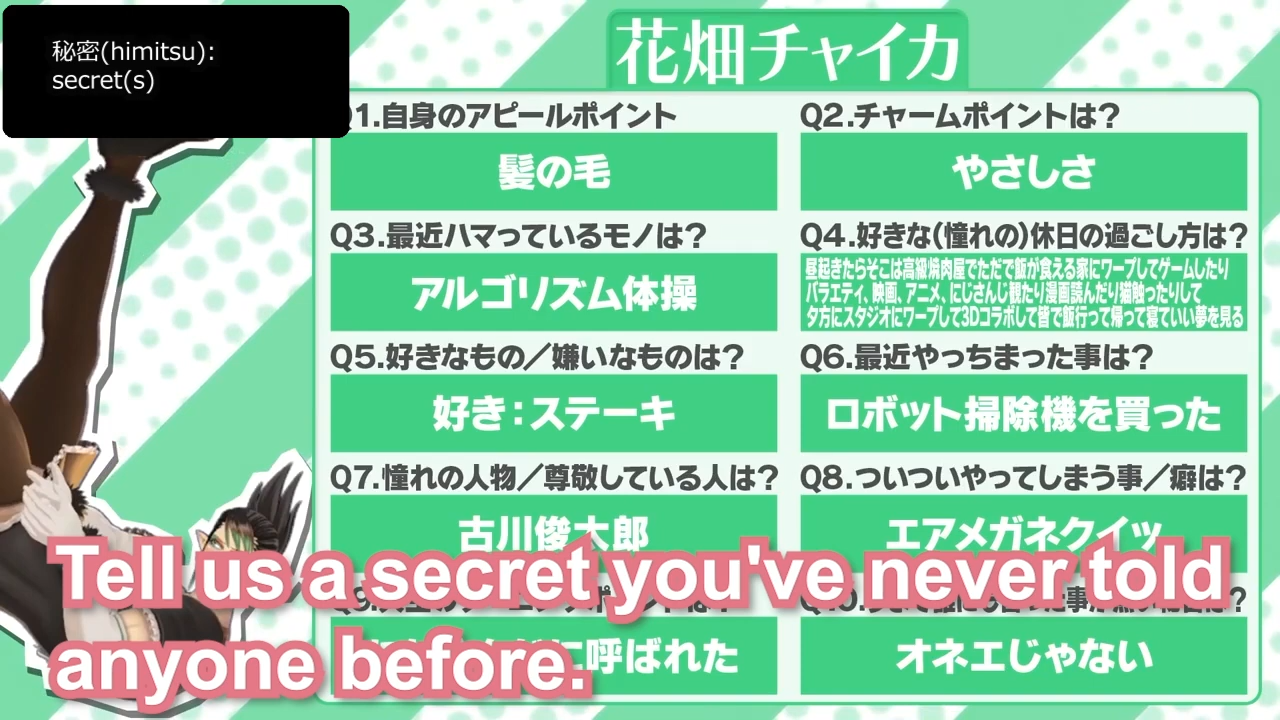 秘密(himitsu):
secret(s)
花畑チャイカ
Q1.自身のアピールポイント
髪の毛
Q2.チャームポイントは?
やさしさ
Q3.最近ハマっているモノは?
アルゴリズム体操
Q4.好きな(憧れの)休日の過ごし方は?
昼起きたらそこは高級焼肉屋でただで飯が食える家にワープしてゲームしたり
バラエティ、映画、アニメ、にじさんじ観たり漫画読んだり猫触ったりして
夕方にスタジオにワープして3Dコラボして皆で飯行って帰って寝ていい夢を見る
Q5.好きなもの/嫌いなものは?
好き:ステーキ
Q6.最近やっちまった事は?
ロボット掃除機を買った
Q7.憧れの人物/尊敬している人は?
古川俊太郎
Q8.ついついやってしまう事/癖は?
エアメガネクイッ
に呼ばれた
オネエじゃない
Tell us a secret you've never told
anyone before.